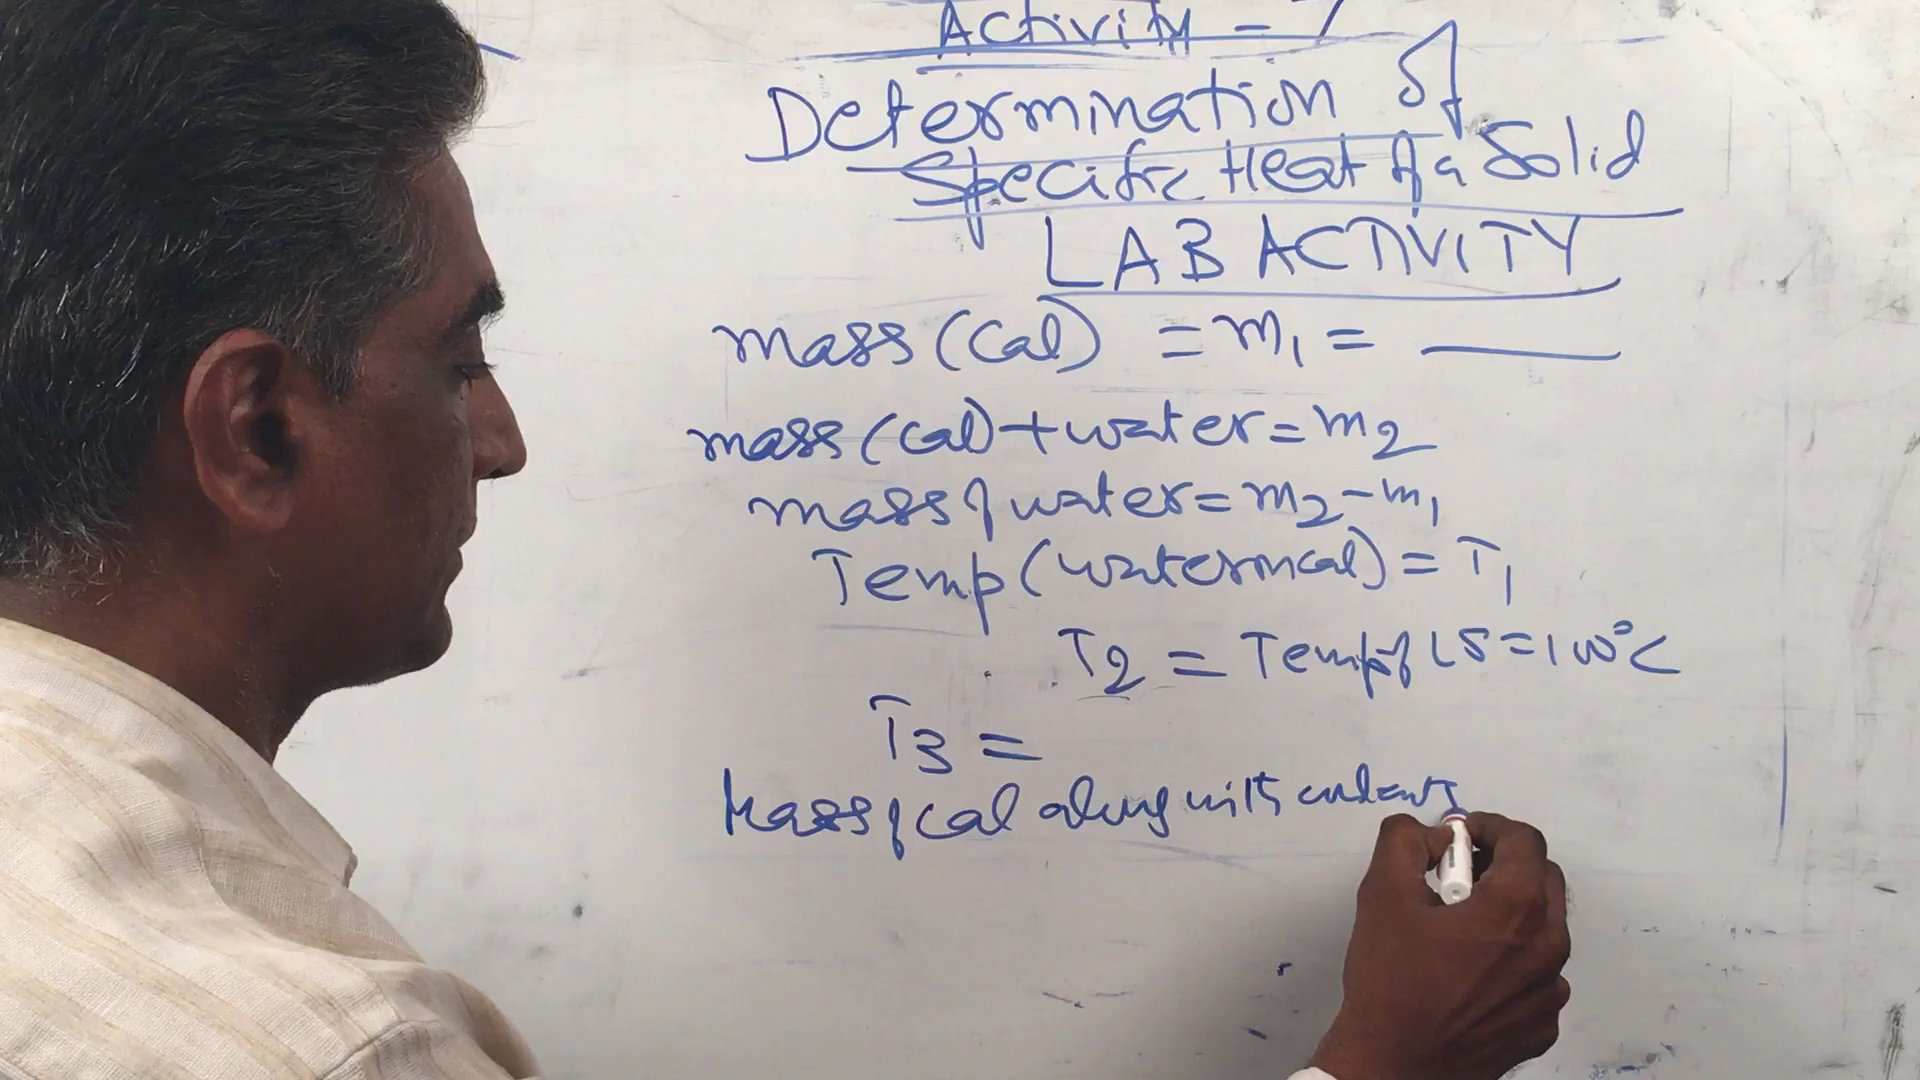 Activity - 7
Determination of
Specific Heat of a Solid
LAB ACTIVITY
mass (cal) = m₁ = ______
mass (cal) + water = m₂
mass of water = m₂ - m₁
Temp (water in cal) = T₁
T₂ = Temp of LS = 100°C
T₃ =
Mass of cal along with